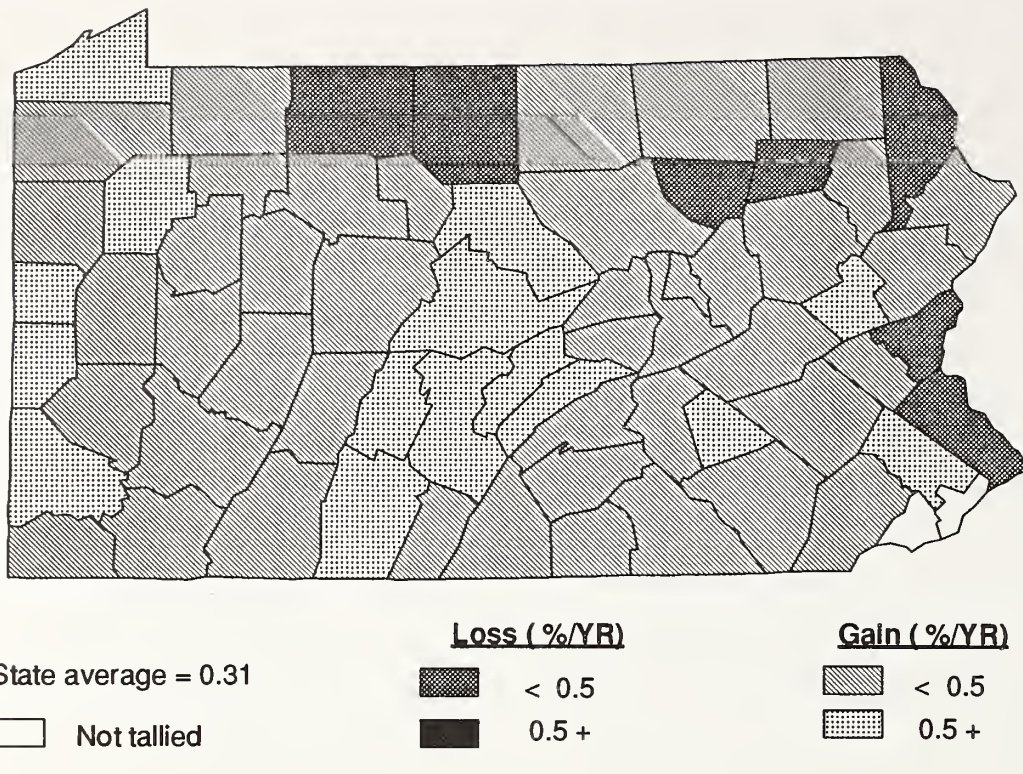 Loss ( %/YR)
Gain ( %/YR)
State average = 0.31
< 0.5
< 0.5
Not tallied
0.5 +
0.5 +